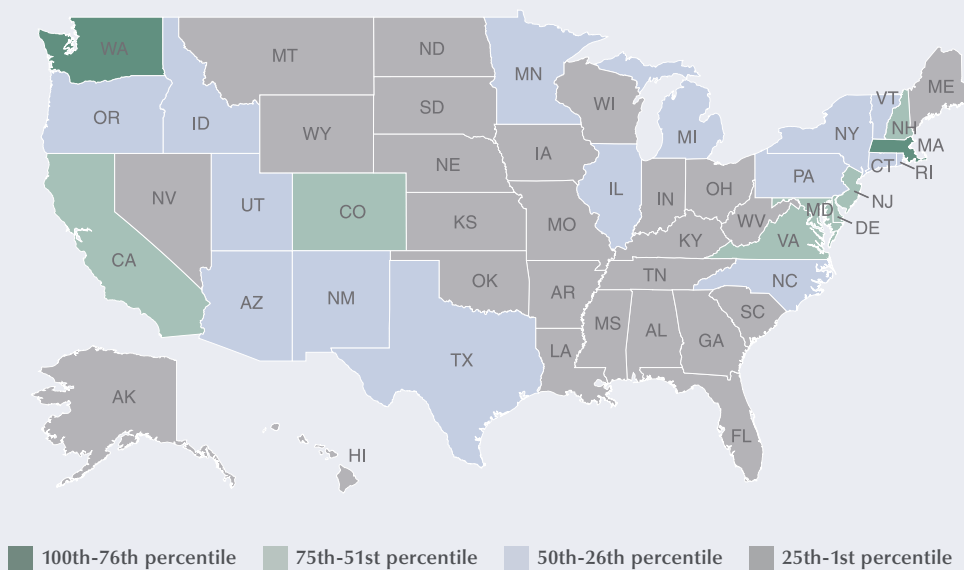 WA
MT
ND
MN
ME
VT
OR
ID
SD
WI
NH
WY
MI
NY
MA
NE
IA
CT
RI
NV
UT
IL
IN
OH
PA
NJ
CO
KS
MO
WV
MD
DE
CA
KY
VA
OK
TN
NC
AZ
NM
AR
SC
MS
AL
GA
TX
LA
AK
FL
HI
100th-76th percentile
75th-51st percentile
50th-26th percentile
25th-1st percentile